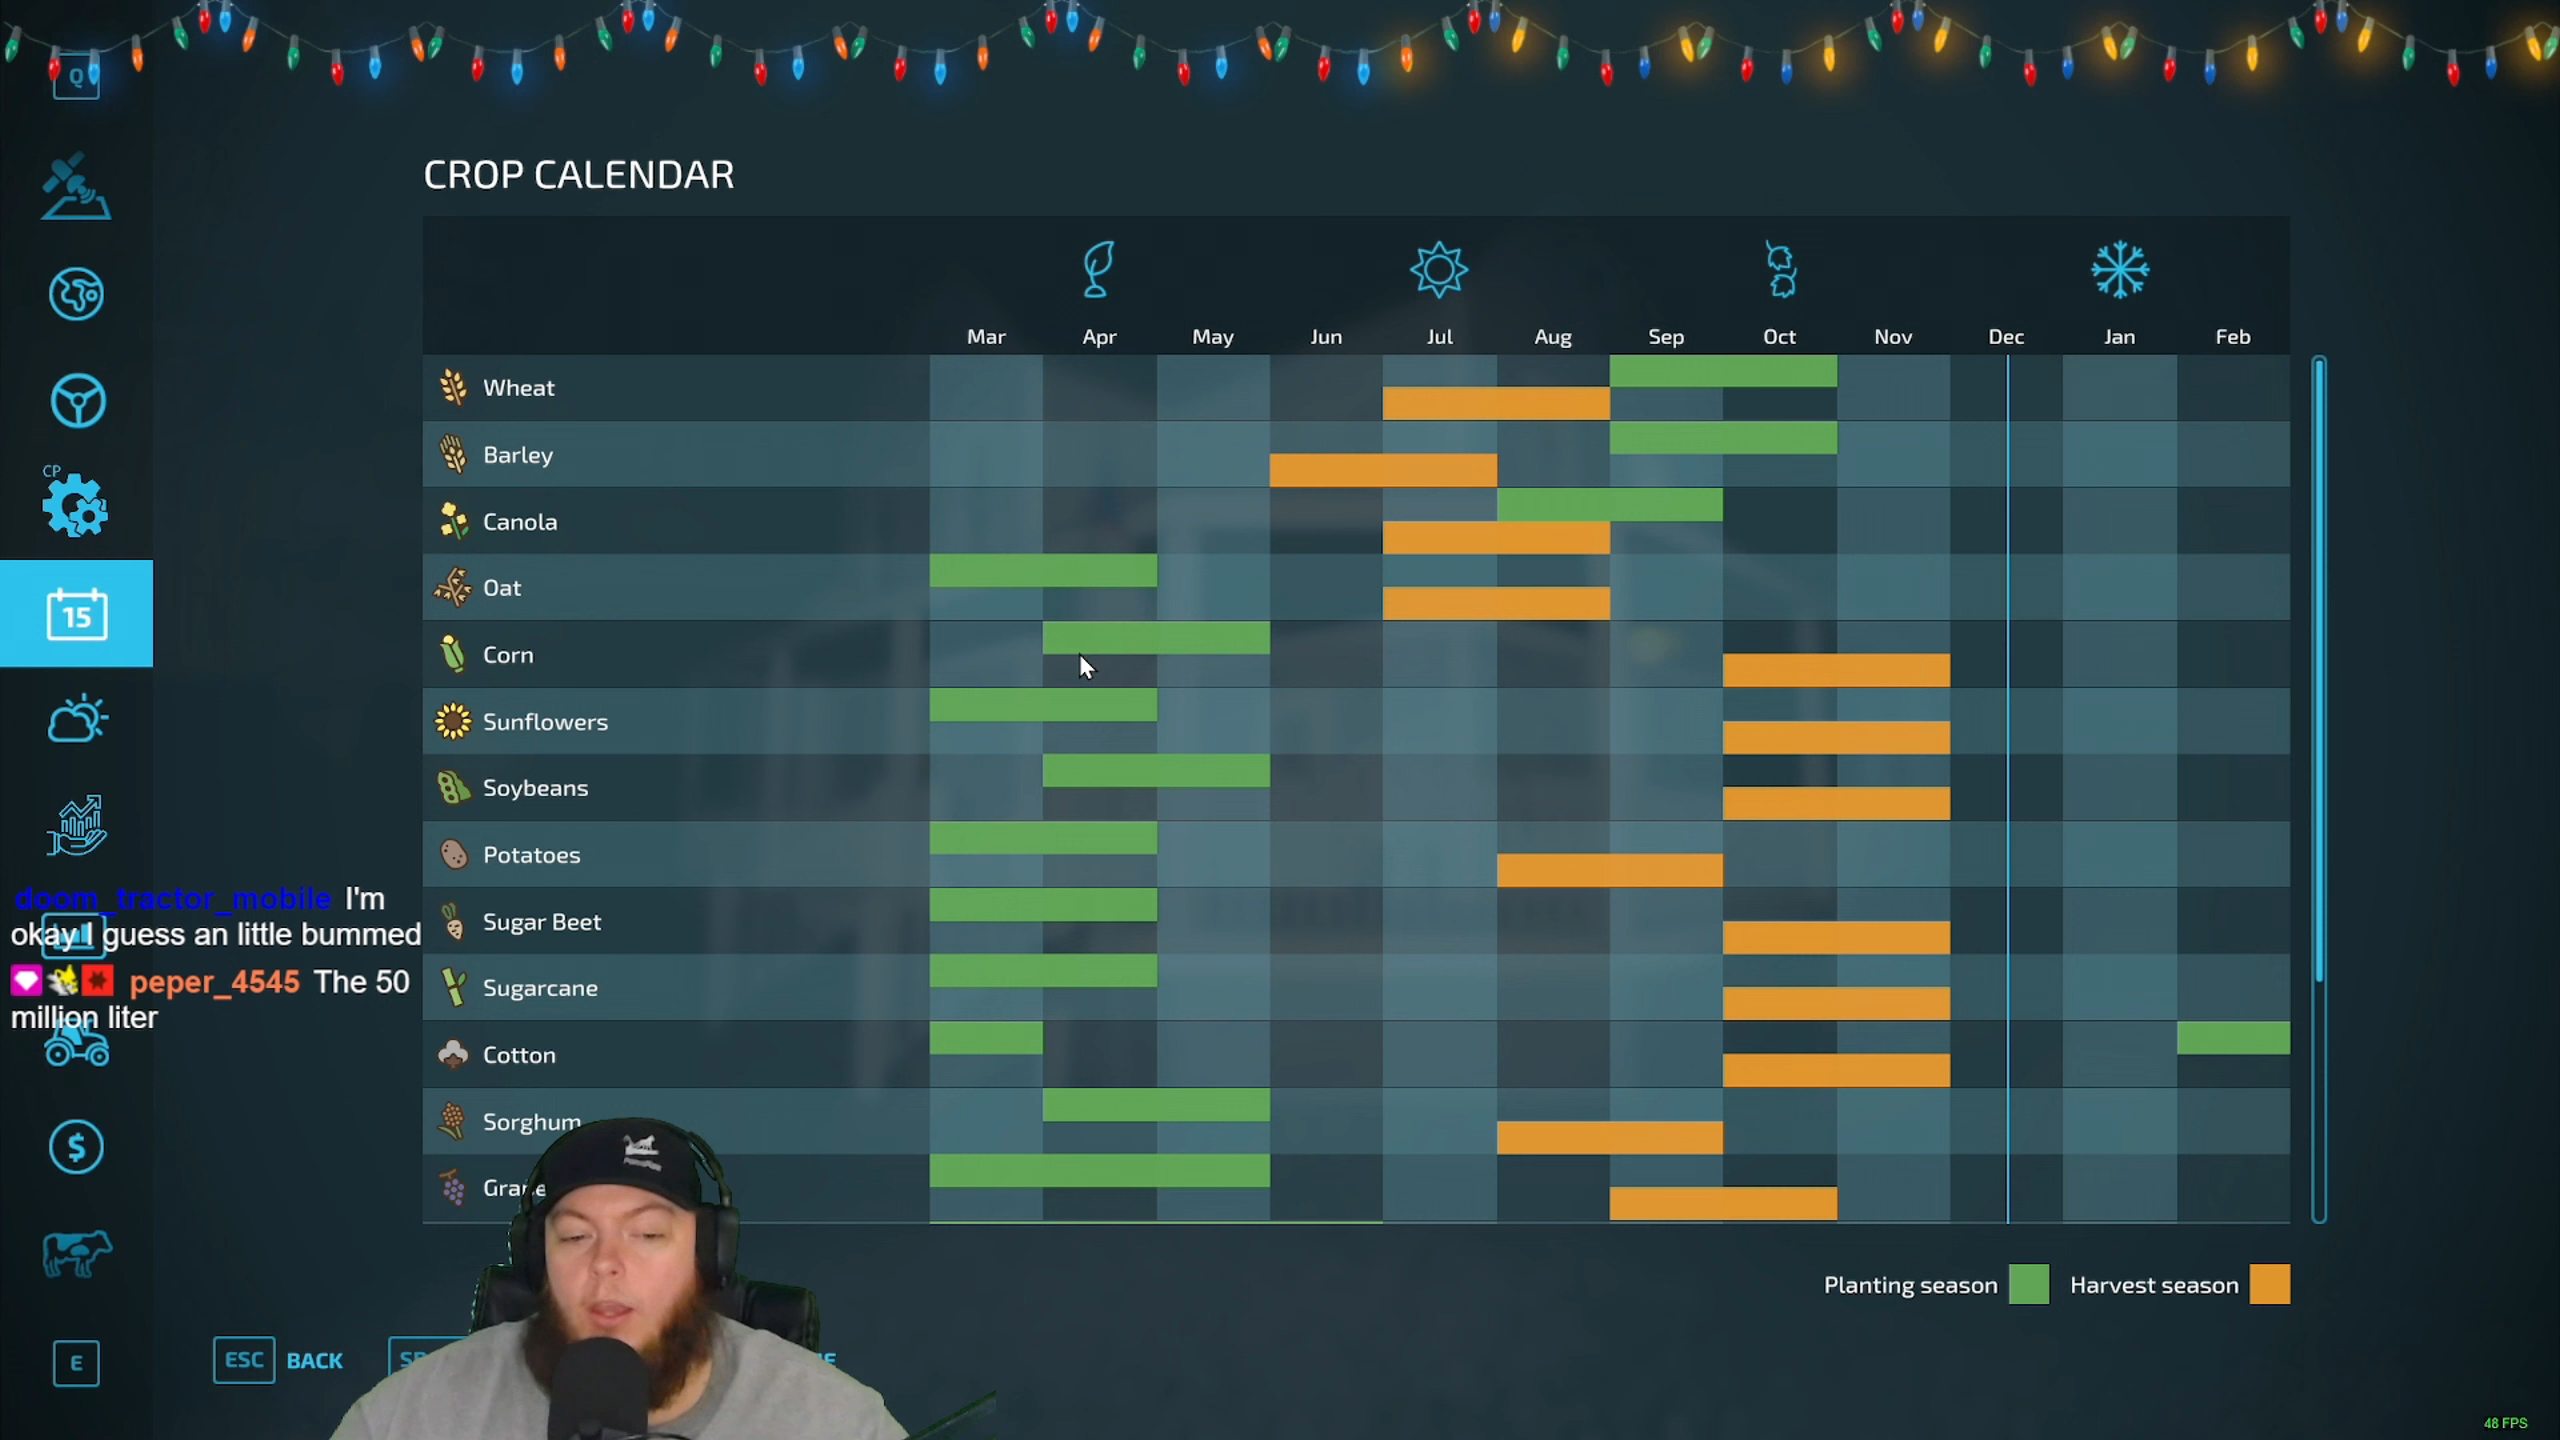 Q
CROP CALENDAR
Mar Apr May Jun Jul Aug Sep Oct Nov Dec Jan Feb
Wheat
Barley
CP
Canola
Oat
15
Corn
Sunflowers
Soybeans
Potatoes
doom_tractor_mobile I'm
okay I guess an little bummed
Sugar Beet
peper_4545 The 50
million liter
Sugarcane
Cotton
Sorghum
$
Planting season Harvest season
E
ESC BACK
48 FPS